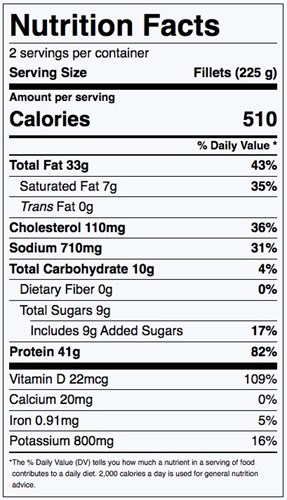 Nutrition Facts
2 servings per container
Serving Size Fillets (225 g)
Amount per serving
Calories 510
% Daily Value *
Total Fat 33g 43%
Saturated Fat 7g 35%
Trans Fat 0g
Cholesterol 110mg 36%
Sodium 710mg 31%
Total Carbohydrate 10g 4%
Dietary Fiber 0g 0%
Total Sugars 9g
Includes 9g Added Sugars 17%
Protein 41g 82%
Vitamin D 22mcg 109%
Calcium 20mg 0%
Iron 0.91mg 5%
Potassium 800mg 16%
*The % Daily Value (DV) tells you how much a nutrient in a serving of food
contributes to a daily diet. 2,000 calories a day is used for general nutrition
advice.